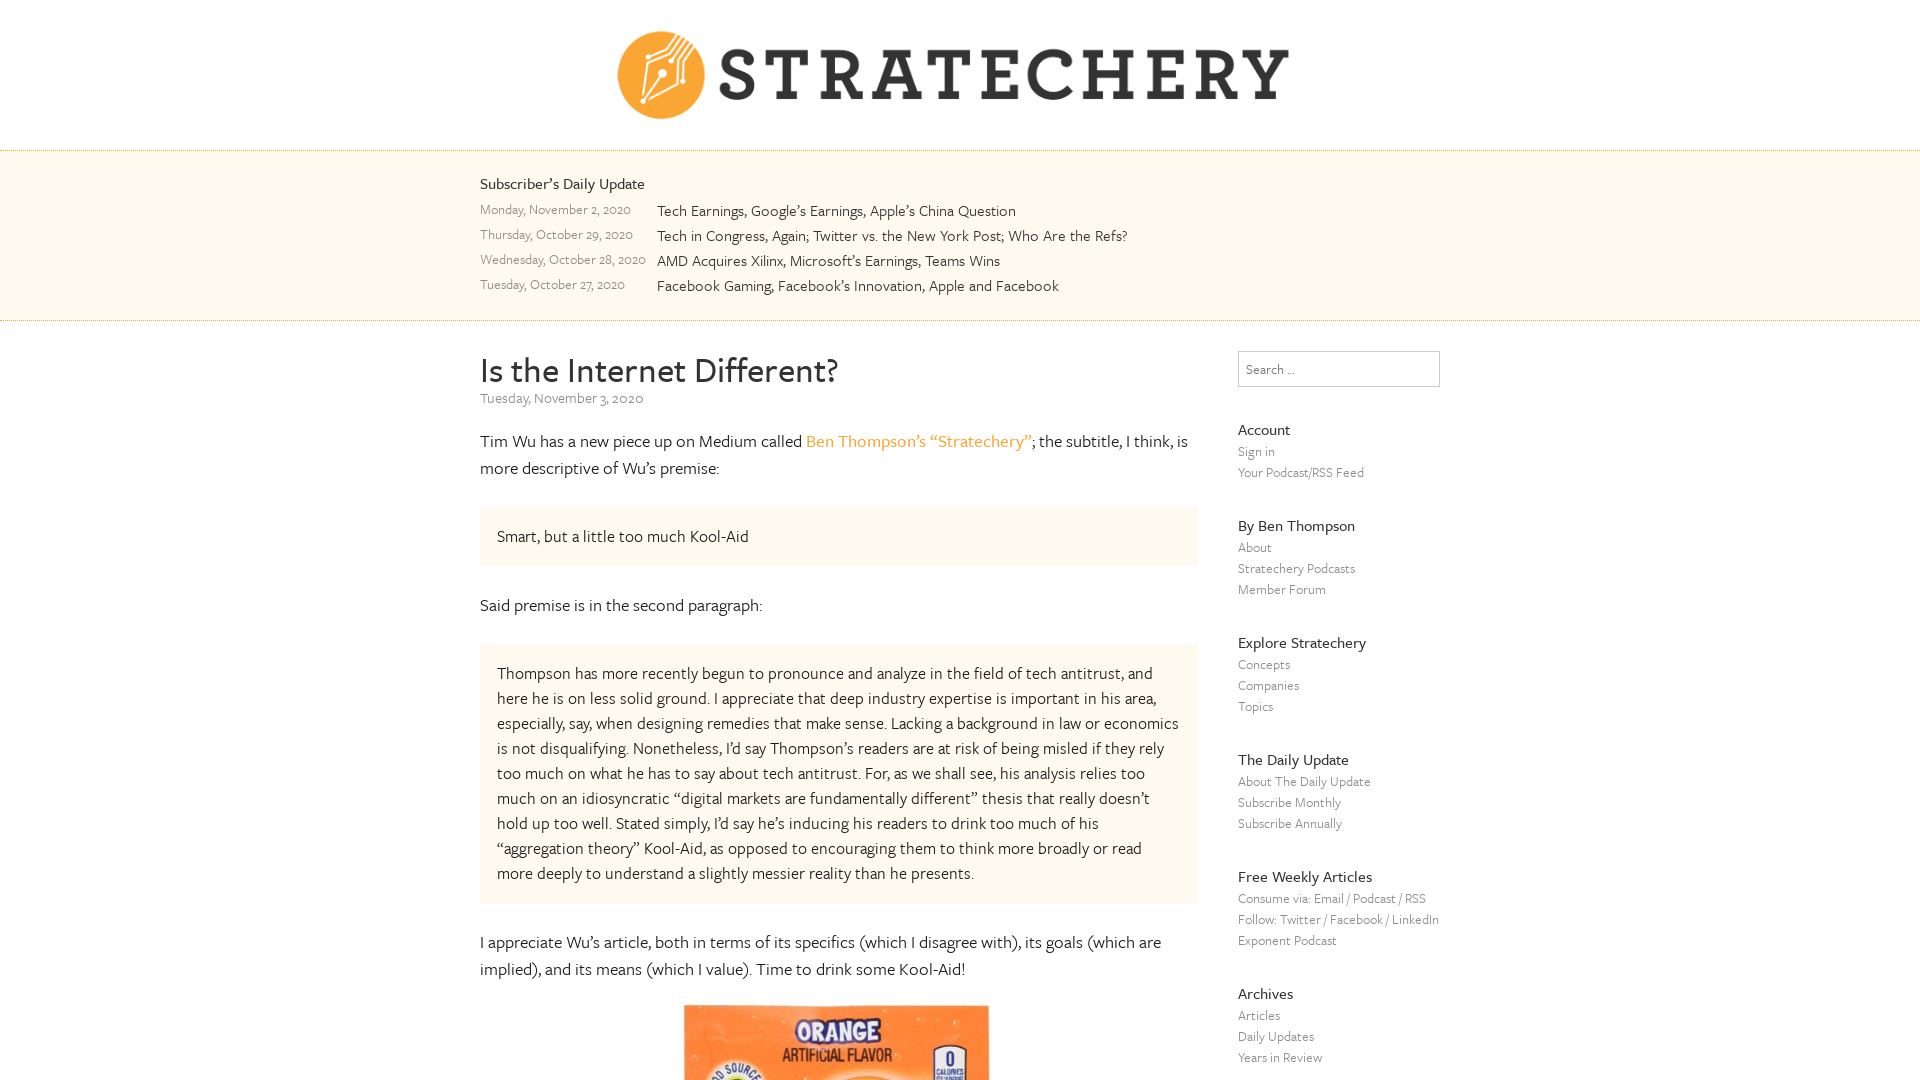 STRATECHERY
Subscriber’s Daily Update
Monday, November 2, 2020 Tech Earnings, Google’s Earnings, Apple’s China Question
Thursday, October 29, 2020 Tech in Congress, Again; Twitter vs. the New York Post; Who Are the Refs?
Wednesday, October 28, 2020 AMD Acquires Xilinx, Microsoft’s Earnings, Teams Wins
Tuesday, October 27, 2020 Facebook Gaming, Facebook’s Innovation, Apple and Facebook
Is the Internet Different?
Tuesday, November 3, 2020
Tim Wu has a new piece up on Medium called Ben Thompson’s “Stratechery”; the subtitle, I think, is
more descriptive of Wu’s premise:
Smart, but a little too much Kool-Aid
Said premise is in the second paragraph:
Thompson has more recently begun to pronounce and analyze in the field of tech antitrust, and
here he is on less solid ground. I appreciate that deep industry expertise is important in his area,
especially, say, when designing remedies that make sense. Lacking a background in law or economics
is not disqualifying. Nonetheless, I’d say Thompson’s readers are at risk of being misled if they rely
too much on what he has to say about tech antitrust. For, as we shall see, his analysis relies too
much on an idiosyncratic “digital markets are fundamentally different” thesis that really doesn’t
hold up too well. Stated simply, I’d say he’s inducing his readers to drink too much of his
“aggregation theory” Kool-Aid, as opposed to encouraging them to think more broadly or read
more deeply to understand a slightly messier reality than he presents.
I appreciate Wu’s article, both in terms of its specifics (which I disagree with), its goals (which are
implied), and its means (which I value). Time to drink some Kool-Aid!
ORANGE
ARTIFICIAL FLAVOR
0
CALORIES
Search …
Account
Sign in
Your Podcast/RSS Feed
By Ben Thompson
About
Stratechery Podcasts
Member Forum
Explore Stratechery
Concepts
Companies
Topics
The Daily Update
About The Daily Update
Subscribe Monthly
Subscribe Annually
Free Weekly Articles
Consume via: Email / Podcast / RSS
Follow: Twitter / Facebook / LinkedIn
Exponent Podcast
Archives
Articles
Daily Updates
Years in Review